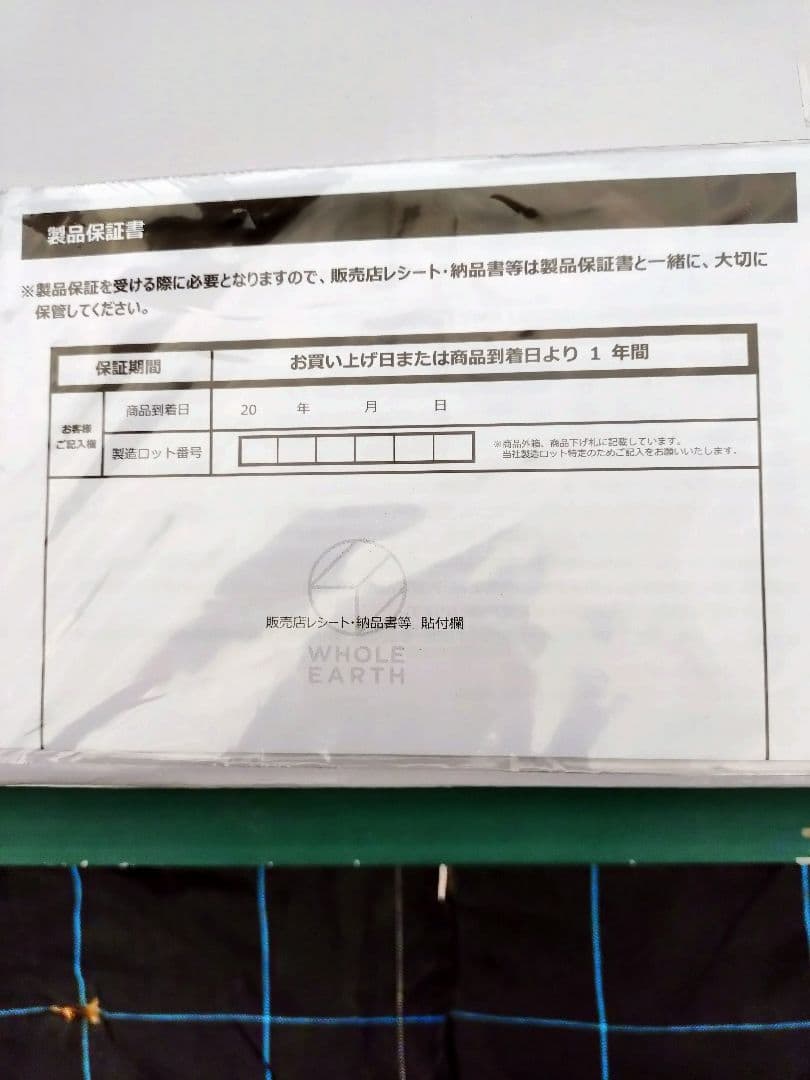 製品保証書
※製品保証を受ける際に必要となりますので、販売店レシート・納品書等は製品保証書と一緒に、大切に
保管してください。
保証期間
お買い上げ日または商品到着日より 1 年間
お客様
ご記入欄
商品到着日
20 年 月 日
製造ロット番号
※商品外箱、商品下げ札に記載しています。
当社製造ロット特定のためご記入をお願いいたします。
販売店レシート・納品書等 貼付欄
WHOLE
EARTH